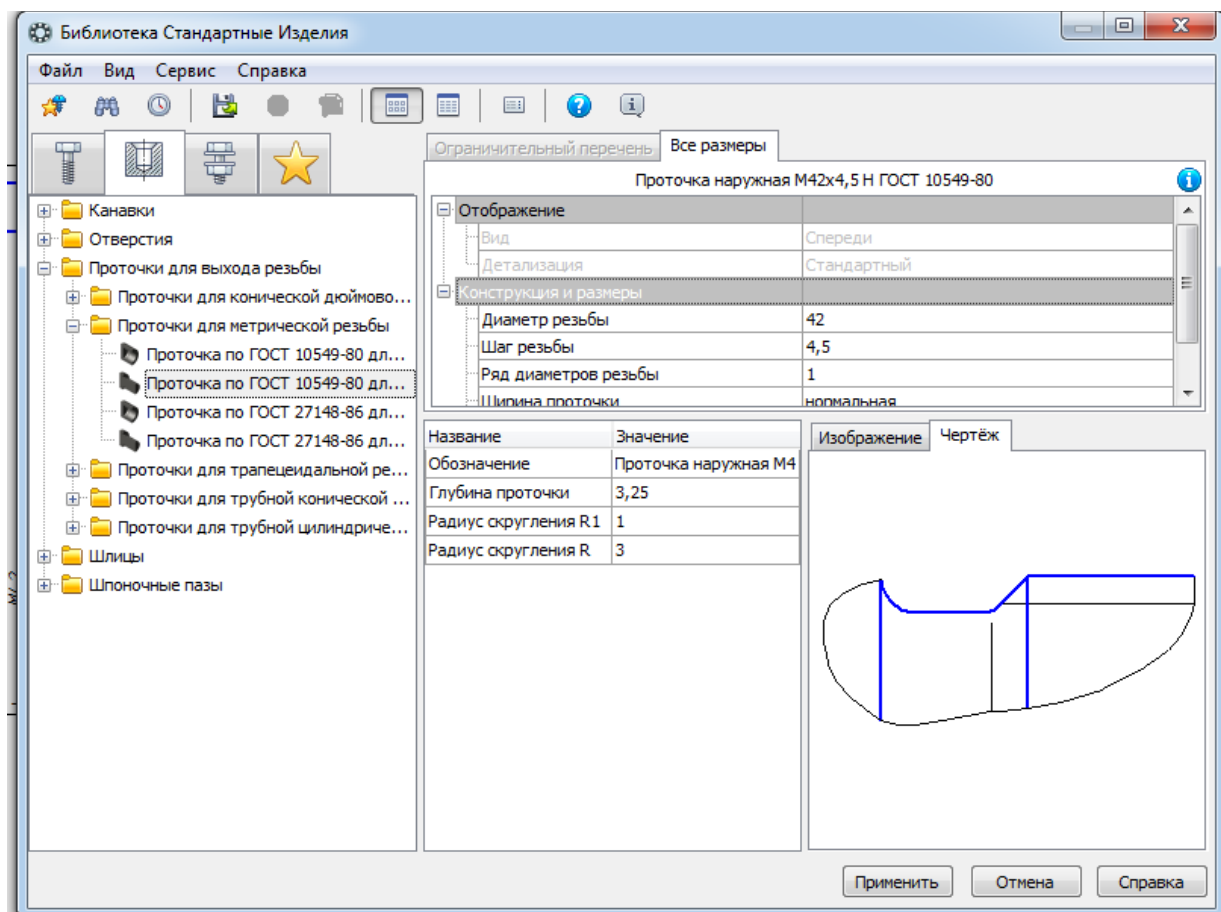 Библиотека Стандартные Изделия
Файл Вид Сервис Справка
Ограничительный перечень Все размеры
Проточка наружная М42х4,5 Н ГОСТ 10549-80
Отображение
Вид Спереди
Детализация Стандартный
Конструкция и размеры
Диаметр резьбы 42
Шаг резьбы 4,5
Ряд диаметров резьбы 1
Ширина проточки нормальная
Канавки
Отверстия
Проточки для выхода резьбы
Проточки для конической дюймово...
Проточки для метрической резьбы
Проточка по ГОСТ 10549-80 дл...
Проточка по ГОСТ 10549-80 дл...
Проточка по ГОСТ 27148-86 дл...
Проточка по ГОСТ 27148-86 дл...
Проточки для трапецеидальной ре...
Проточки для трубной конической ...
Проточки для трубной цилиндриче...
Шлицы
Шпоночные пазы
Название Значение
Обозначение Проточка наружная М4
Глубина проточки 3,25
Радиус скругления R1 1
Радиус скругления R 3
Изображение Чертёж
Применить Отмена Справка